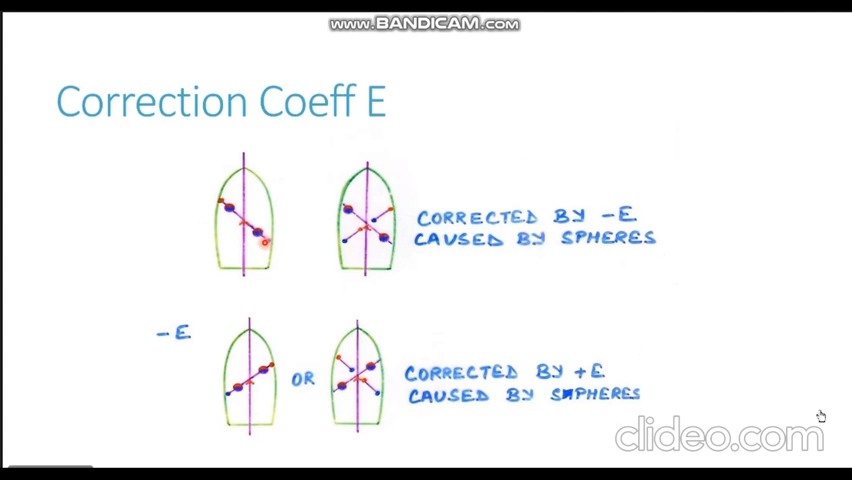 www.BANDICAM.com
Correction Coeff E
CORRECTED BY -E
CAUSED BY SPHERES
-E
OR
CORRECTED BY +E
CAUSED BY SPHERES
clideo.com